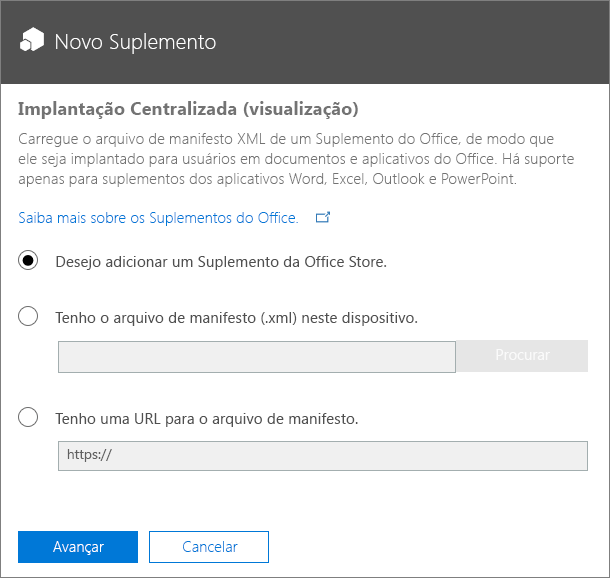 Novo Suplemento
Implantação Centralizada (visualização)
Carregue o arquivo de manifesto XML de um Suplemento do Office, de modo que
ele seja implantado para usuários em documentos e aplicativos do Office. Há suporte
apenas para suplementos dos aplicativos Word, Excel, Outlook e PowerPoint.
Saiba mais sobre os Suplementos do Office.
Desejo adicionar um Suplemento da Office Store.
Tenho o arquivo de manifesto (.xml) neste dispositivo.
Procurar
Tenho uma URL para o arquivo de manifesto.
https://
Avançar Cancelar